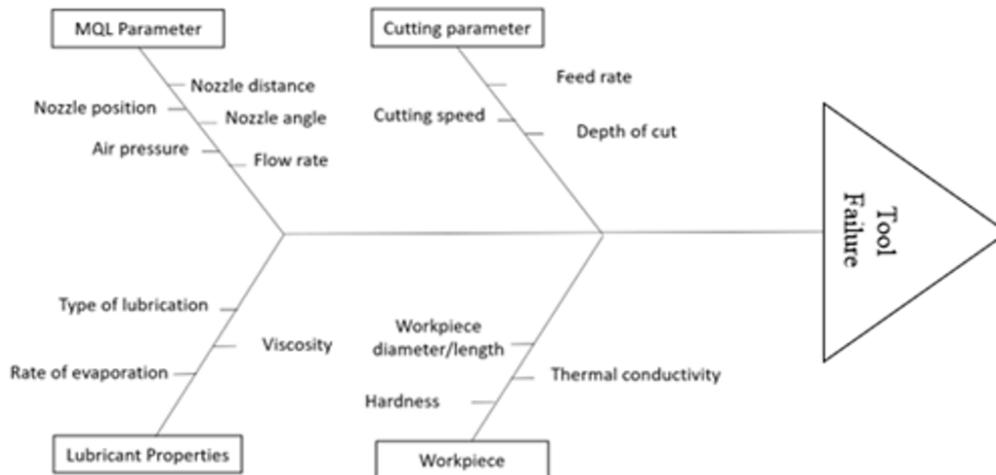 MQL Parameter
Cutting parameter
Nozzle distance
Nozzle position
Nozzle angle
Air pressure
Flow rate
Feed rate
Cutting speed
Depth of cut
Tool
Failure
Type of lubrication
Viscosity
Rate of evaporation
Lubricant Properties
Workpiece
diameter/length
Thermal conductivity
Hardness
Workpiece